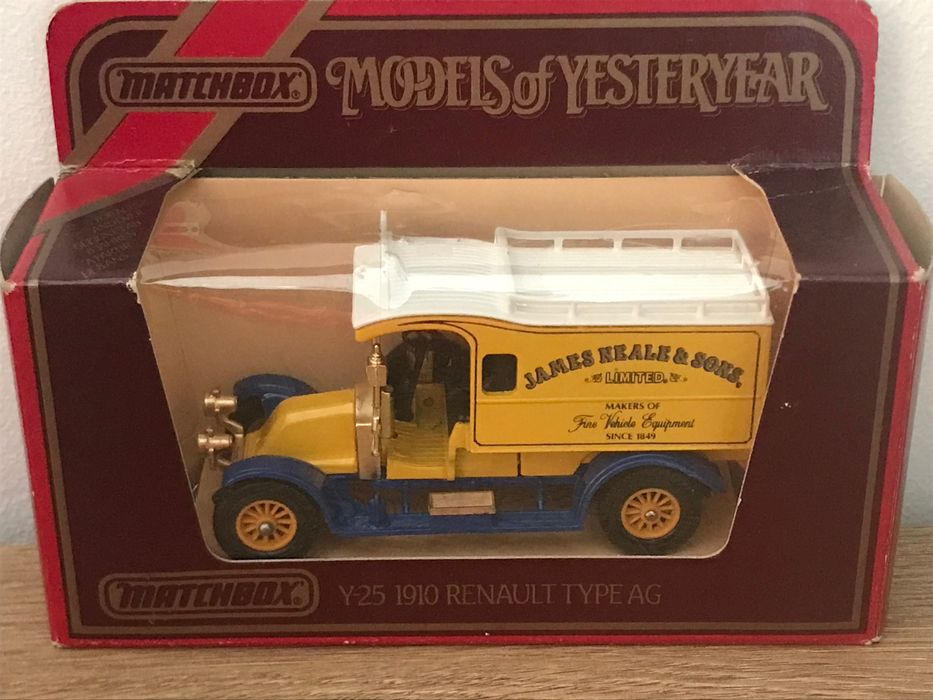 MATCHBOX
MODELS of YESTERYEAR
JAMES NEALE & SONS.
LIMITED.
MAKERS OF
Fine Vehicle Equipment
SINCE 1849
MATCHBOX
Y-25 1910 RENAULT TYPE AG